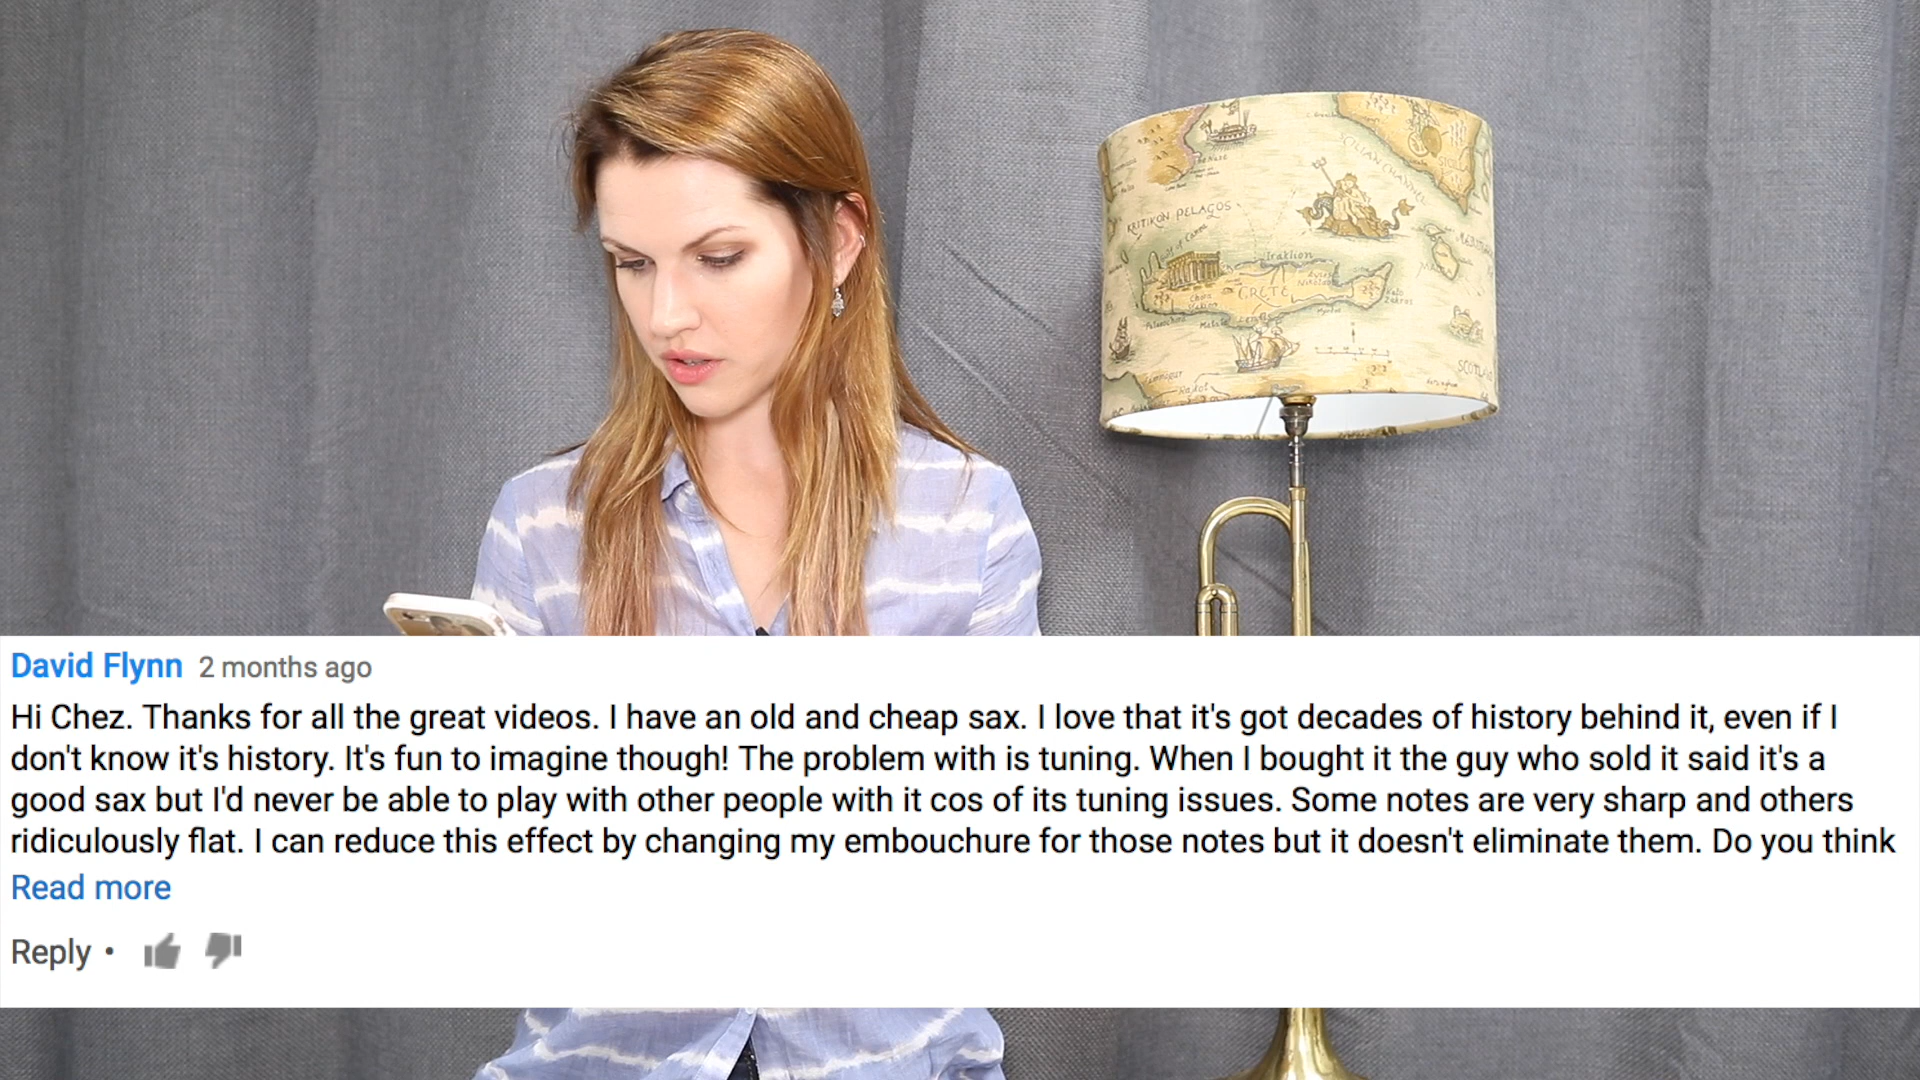 KRITIKON PELAGOS
Iraklion
CRETE
David Flynn 2 months ago
Hi Chez. Thanks for all the great videos. I have an old and cheap sax. I love that it's got decades of history behind it, even if I
don't know it's history. It's fun to imagine though! The problem with is tuning. When I bought it the guy who sold it said it's a
good sax but I'd never be able to play with other people with it cos of its tuning issues. Some notes are very sharp and others
ridiculously flat. I can reduce this effect by changing my embouchure for those notes but it doesn't eliminate them. Do you think
Read more
Reply •